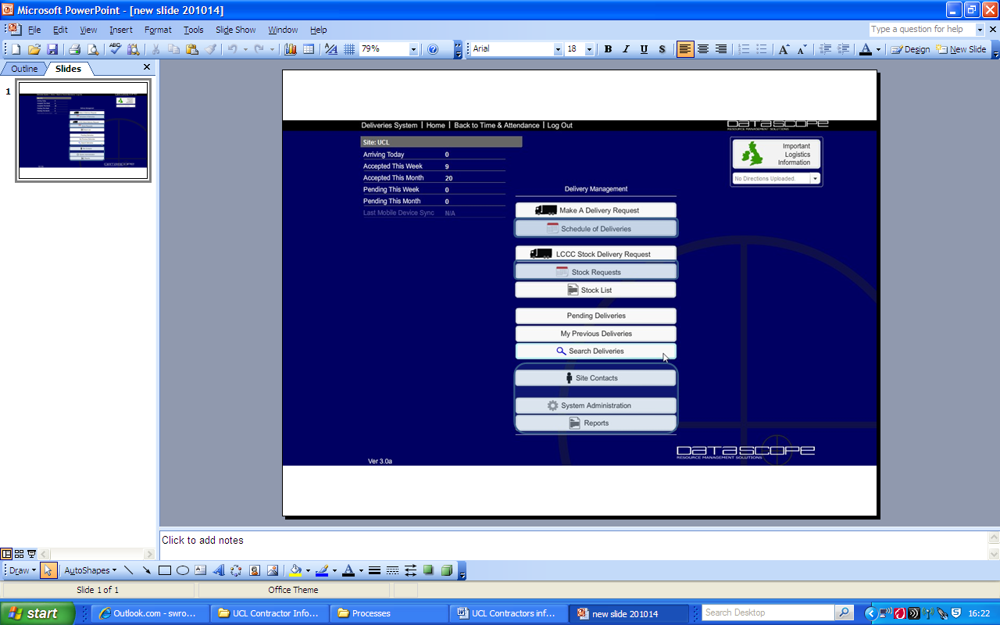 Microsoft PowerPoint - [new slide 201014]
File Edit View Insert Format Tools Slide Show Window Help
Type a question for help
79%
Arial 18 B I U S Design New Slide
Outline Slides
1
Deliveries System | Home | Back to Time & Attendance | Log Out
DATASCOPE
RESOURCE MANAGEMENT SOLUTIONS
Site: UCL
Arriving Today 0
Accepted This Week 9
Accepted This Month 20
Pending This Week 0
Pending This Month 0
Last Mobile Device Sync N/A
Important
Logistics
Information
No Directions Uploaded
Delivery Management
Make A Delivery Request
Schedule of Deliveries
LCCC Stock Delivery Request
Stock Requests
Stock List
Pending Deliveries
My Previous Deliveries
Search Deliveries
Site Contacts
System Administration
Reports
DATASCOPE
RESOURCE MANAGEMENT SOLUTIONS
Ver 3.0a
Click to add notes
Draw AutoShapes
Slide 1 of 1 Office Theme
start Outlook.com - swro... UCL Contractor Info... Processes UCL Contractors inf... new slide 201014 Search Desktop 16:22